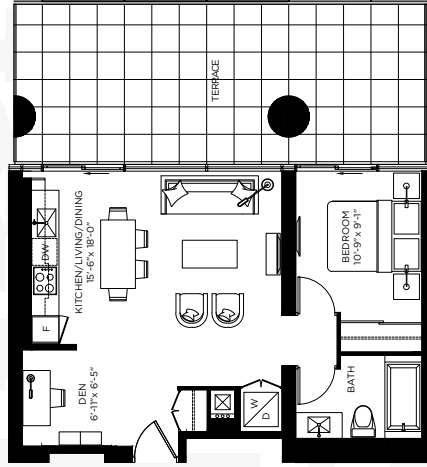 TERRACE
KITCHEN/LIVING/DINING
15'-6" x 18'-0"
DW
F
BEDROOM
10'-9" x 9'-1"
DEN
6'-11" x 6'-5"
BATH
W
D